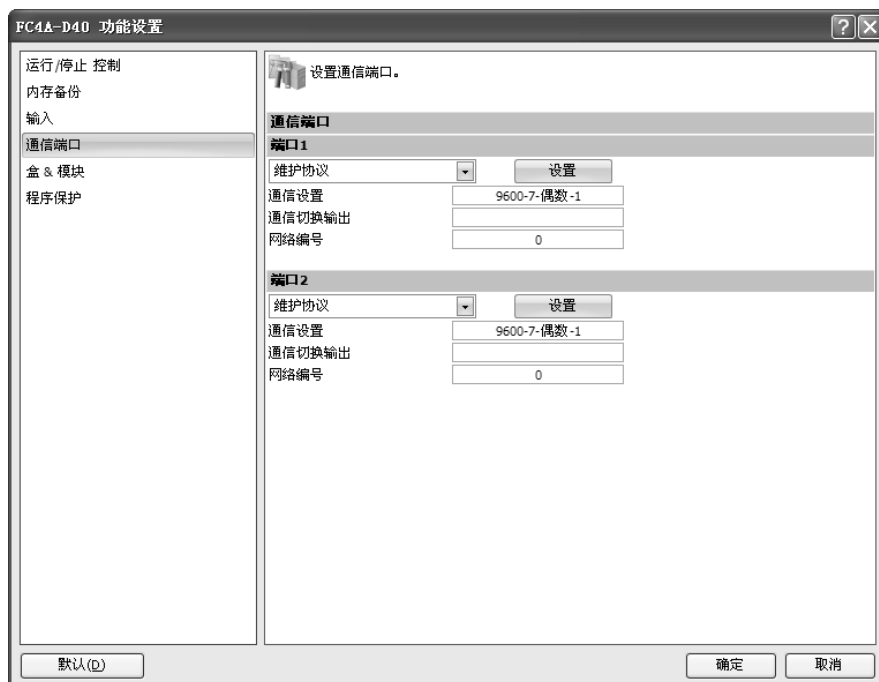 FC4A-D40 功能设置
运行/停止 控制
内存备份
输入
通信端口
盒 & 模块
程序保护
设置通信端口。
通信端口
端口1
维护协议
设置
通信设置 9600-7-偶数-1
通信切换输出
网络编号 0
端口2
维护协议
设置
通信设置 9600-7-偶数-1
通信切换输出
网络编号 0
默认(D)
确定
取消